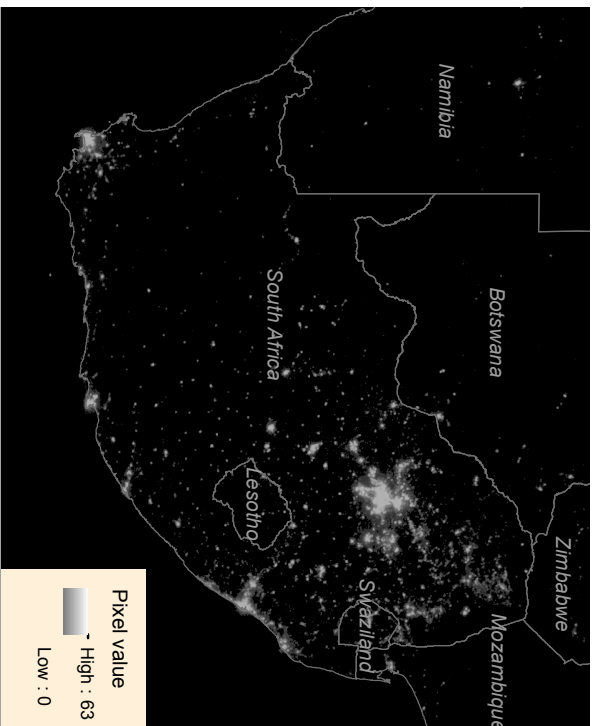 Namibia
Botswana
Zimbabwe
South Africa
Lesotho
Swaziland
Mozambique
Pixel value
High : 63
Low : 0